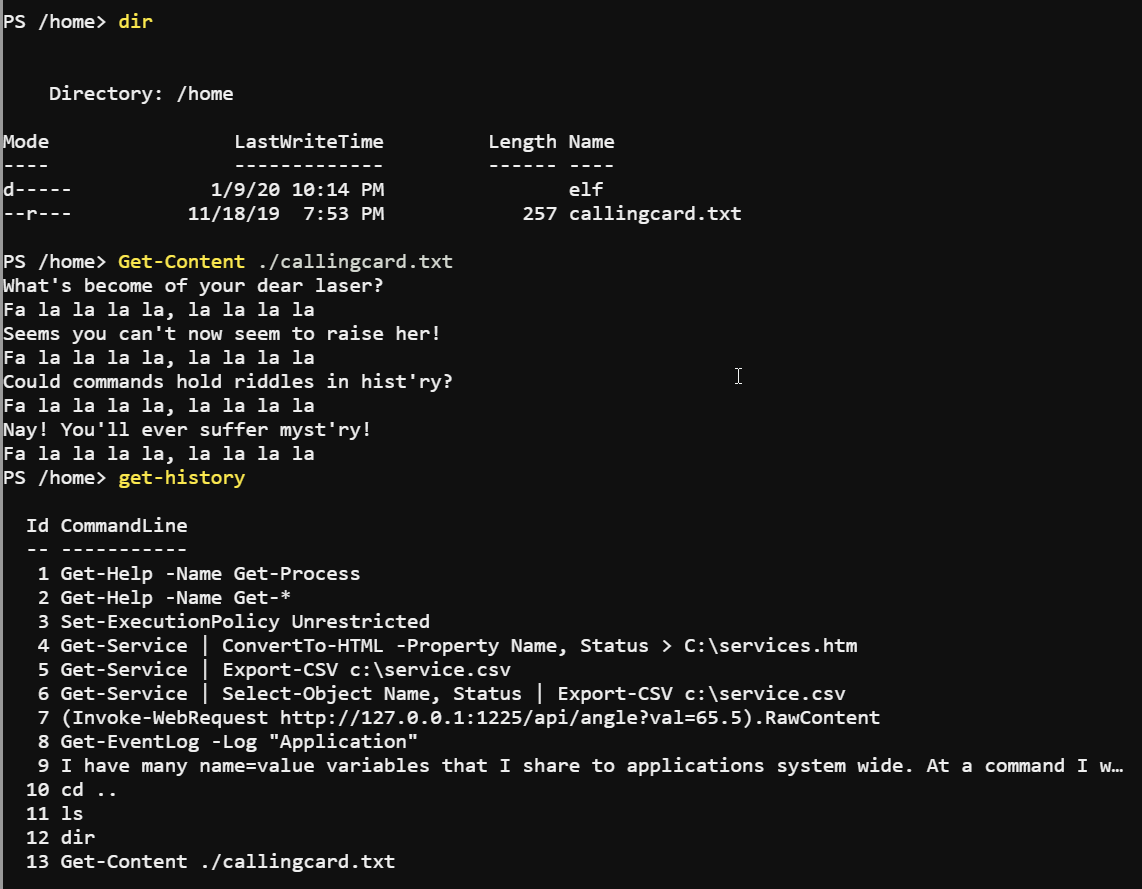 PS /home> dir
Directory: /home
Mode LastWriteTime Length Name
---- ------------- ------ ----
d----- 1/9/20 10:14 PM elf
--r--- 11/18/19 7:53 PM 257 callingcard.txt
PS /home> Get-Content ./callingcard.txt
What's become of your dear laser?
Fa la la la la, la la la la
Seems you can't now seem to raise her!
Fa la la la la, la la la la
Could commands hold riddles in hist'ry?
Fa la la la la, la la la la
Nay! You'll ever suffer myst'ry!
Fa la la la la, la la la la
PS /home> get-history
Id CommandLine
-- -----------
1 Get-Help -Name Get-Process
2 Get-Help -Name Get-*
3 Set-ExecutionPolicy Unrestricted
4 Get-Service | ConvertTo-HTML -Property Name, Status > C:\services.htm
5 Get-Service | Export-CSV c:\service.csv
6 Get-Service | Select-Object Name, Status | Export-CSV c:\service.csv
7 (Invoke-WebRequest http://127.0.0.1:1225/api/angle?val=65.5).RawContent
8 Get-EventLog -Log "Application"
9 I have many name=value variables that I share to applications system wide. At a command I w…
10 cd ..
11 ls
12 dir
13 Get-Content ./callingcard.txt